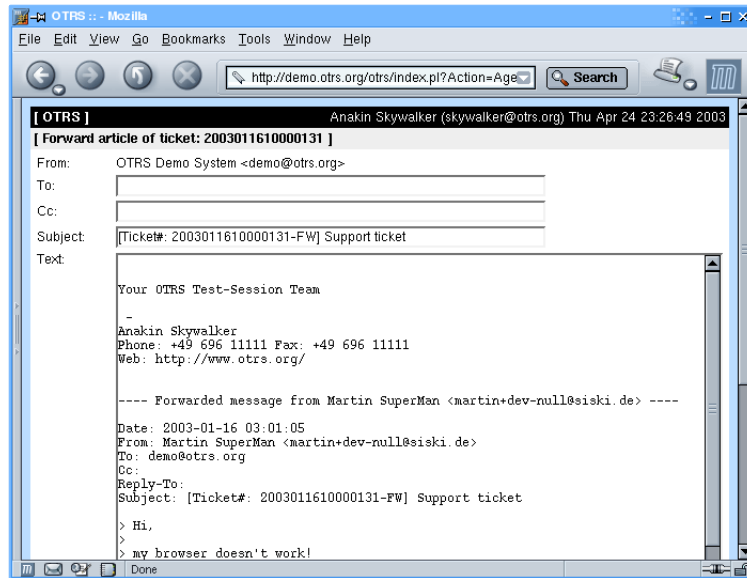 OTRS :: - Mozilla
File Edit View Go Bookmarks Tools Window Help
http://demo.otrs.org/otrs/index.pl?Action=Age
Search
[ OTRS ] Anakin Skywalker (skywalker@otrs.org) Thu Apr 24 23:26:49 2003
[ Forward article of ticket: 2003011610000131 ]
From: OTRS Demo System <demo@otrs.org>
To:
Cc:
Subject: [Ticket#: 2003011610000131-FW] Support ticket
Text:
Your OTRS Test-Session Team
-
Anakin Skywalker
Phone: +49 696 11111 Fax: +49 696 11111
Web: http://www.otrs.org/
---- Forwarded message from Martin SuperMan <martin+dev-null@siski.de> ----
Date: 2003-01-16 03:01:05
From: Martin SuperMan <martin+dev-null@siski.de>
To: demo@otrs.org
Cc:
Reply-To:
Subject: [Ticket#: 2003011610000131-FW] Support ticket
> Hi,
>
> my browser doesn't work!
Done